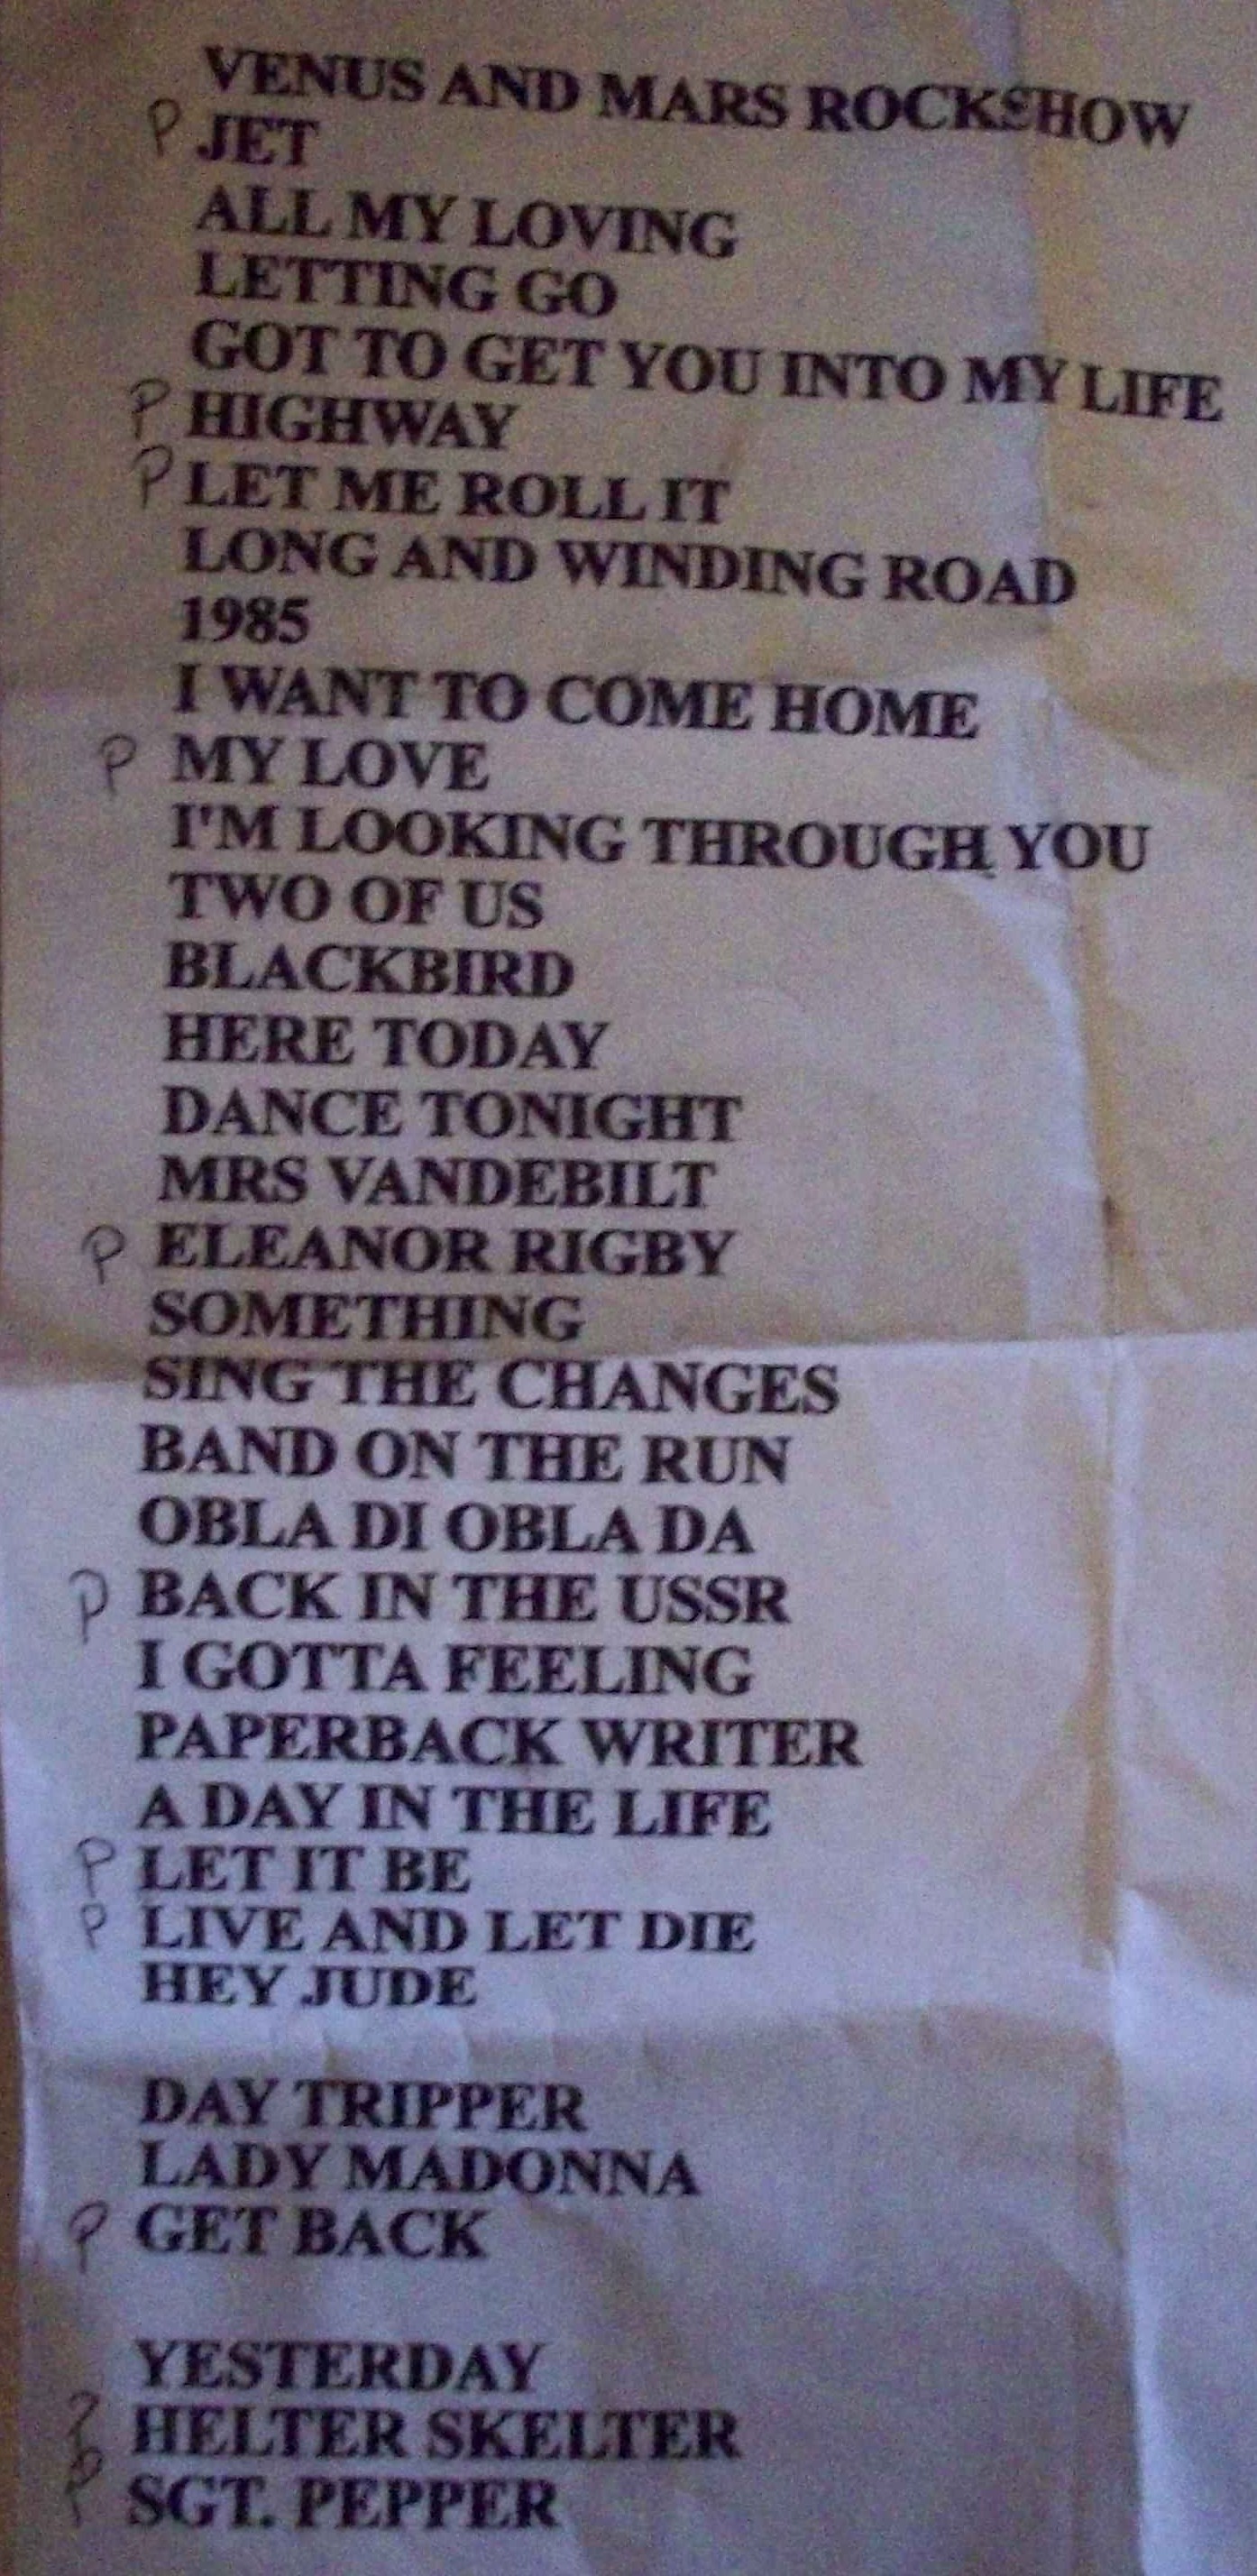 VENUS AND MARS ROCKSHOW
P JET
ALL MY LOVING
LETTING GO
GOT TO GET YOU INTO MY LIFE
P HIGHWAY
P LET ME ROLL IT
LONG AND WINDING ROAD
1985
I WANT TO COME HOME
P MY LOVE
I'M LOOKING THROUGH YOU
TWO OF US
BLACKBIRD
HERE TODAY
DANCE TONIGHT
MRS VANDEBILT
P ELEANOR RIGBY
SOMETHING
SING THE CHANGES
BAND ON THE RUN
OBLA DI OBLA DA
P BACK IN THE USSR
I GOTTA FEELING
PAPERBACK WRITER
A DAY IN THE LIFE
P LET IT BE
P LIVE AND LET DIE
HEY JUDE
DAY TRIPPER
LADY MADONNA
P GET BACK
YESTERDAY
HELTER SKELTER
P SGT. PEPPER